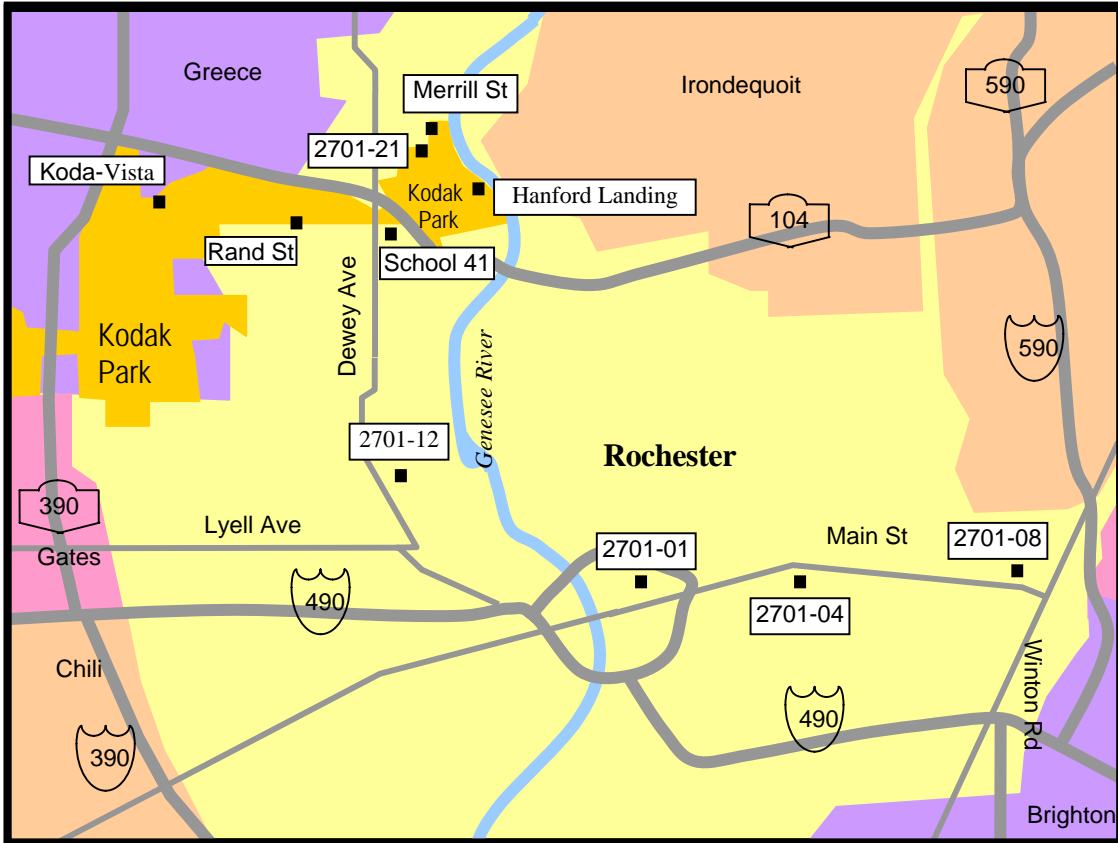 Greece
Merrill St
Irondequoit
590
2701-21
Koda-Vista
Kodak
Park
Hanford Landing
104
Rand St
School 41
Dewey Ave
Kodak
Park
590
Genesee River
2701-12
Rochester
390
Lyell Ave
Gates
2701-01
Main St
2701-08
490
2701-04
Chili
Winton Rd
490
390
Brighton